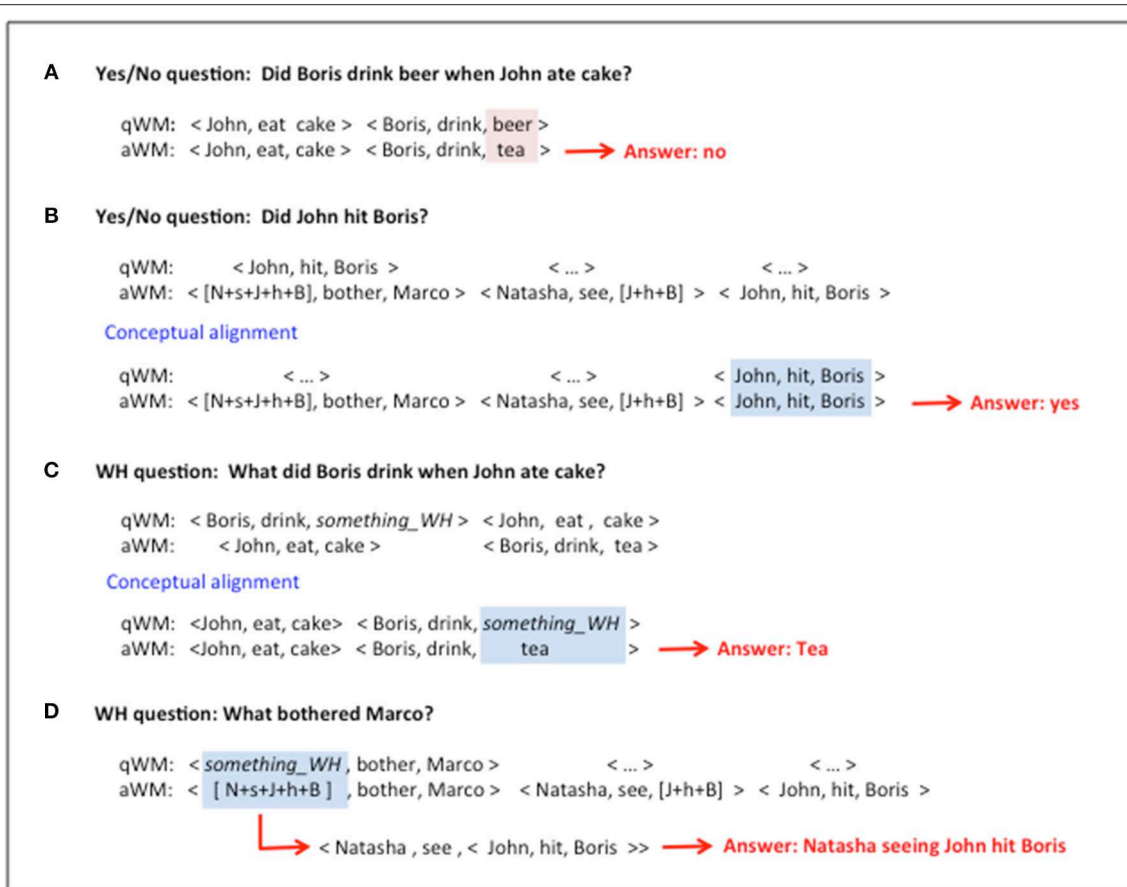 A Yes/No question: Did Boris drink beer when John ate cake?
qWM: < John, eat cake > < Boris, drink, beer >
aWM: < John, eat, cake > < Boris, drink, tea > Answer: no
B Yes/No question: Did John hit Boris?
qWM: < John, hit, Boris > < ... > < ... >
aWM: < [N+s+J+h+B], bother, Marco > < Natasha, see, [J+h+B] > < John, hit, Boris >
Conceptual alignment
qWM: < ... > < ... > < John, hit, Boris >
aWM: < [N+s+J+h+B], bother, Marco > < Natasha, see, [J+h+B] > < John, hit, Boris > Answer: yes
C WH question: What did Boris drink when John ate cake?
qWM: < Boris, drink, something_WH > < John, eat , cake >
aWM: < John, eat, cake > < Boris, drink, tea >
Conceptual alignment
qWM: <John, eat, cake> < Boris, drink, something_WH >
aWM: <John, eat, cake> < Boris, drink, tea > Answer: Tea
D WH question: What bothered Marco?
qWM: < something_WH , bother, Marco > < ... > < ... >
aWM: < [ N+s+J+h+B ] , bother, Marco > < Natasha, see, [J+h+B] > < John, hit, Boris >
< Natasha , see , < John, hit, Boris >> Answer: Natasha seeing John hit Boris